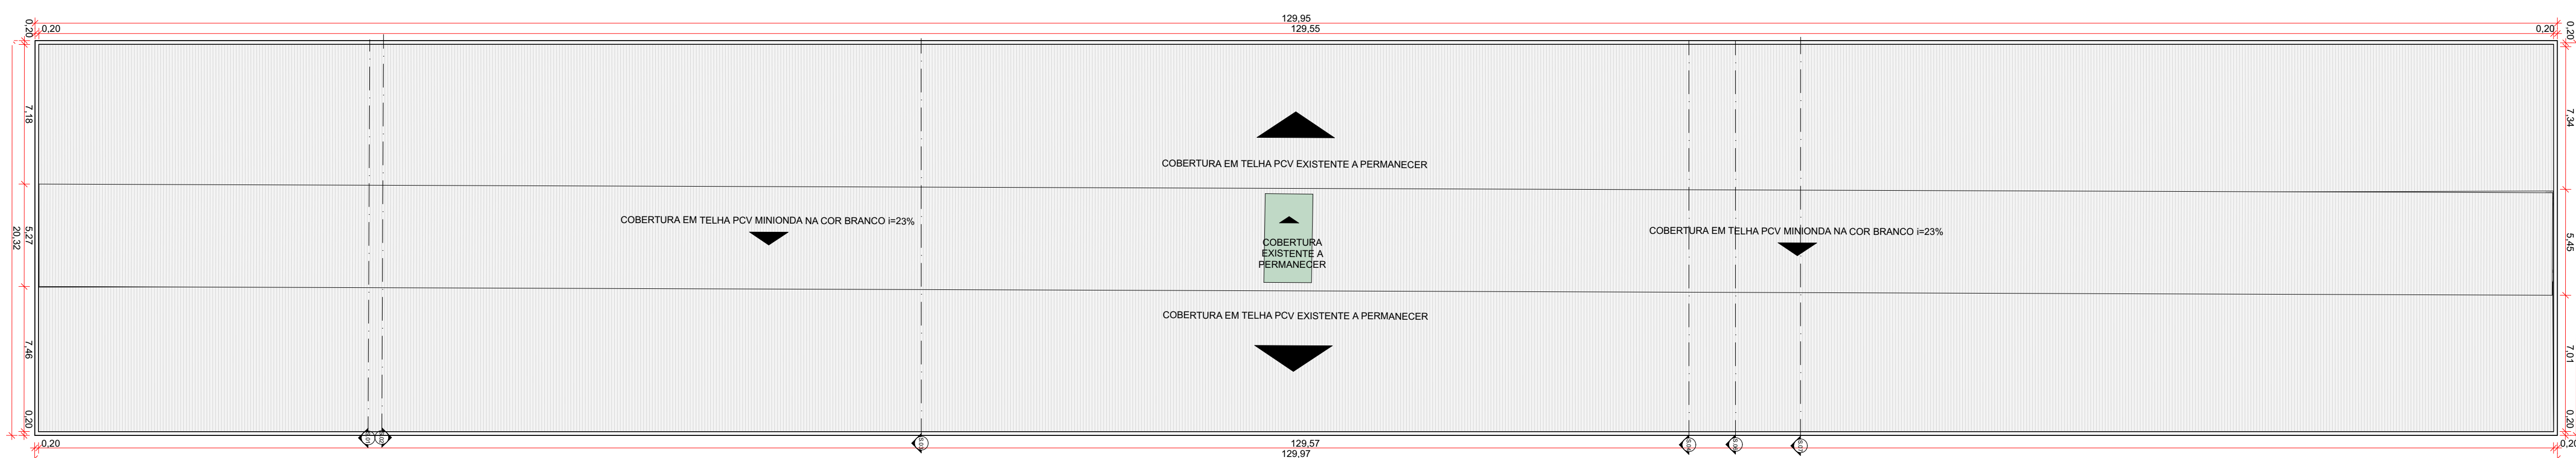 129,95
129,55
0,20
0,20
0,20
0,20
7,18
7,34
COBERTURA EM TELHA PCV EXISTENTE A PERMANECER
COBERTURA EM TELHA PCV MINIONDA NA COR BRANCO i=23%
COBERTURA EM TELHA PCV MINIONDA NA COR BRANCO i=23%
20,32
5,27
5,45
COBERTURA
EXISTENTE A
PERMANECER
COBERTURA EM TELHA PCV EXISTENTE A PERMANECER
7,46
7,01
0,20
0,20
0,20
129,57
0,20
129,97